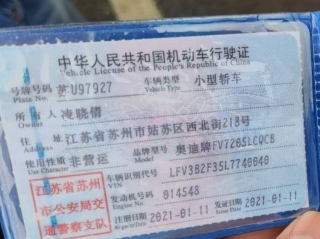 中华人民共和国机动车行驶证
Vehicle License of the People's Republic of China
号牌号码 苏U97927 车辆类型 小型轿车
Plate No. Vehicle Type
所有人 凌晓倩
Owner
住址 江苏省苏州市姑苏区西北街218号
Address
使用性质 非营运 品牌型号 奥迪牌FV7205LCQCB
Use Character Model
江苏省苏州市公安局交通警察支队
车辆识别代号 LFV3B2F35L7740040
VIN
发动机号码 014548
Engine No.
注册日期 2021-01-11 发证日期 2021-01-11